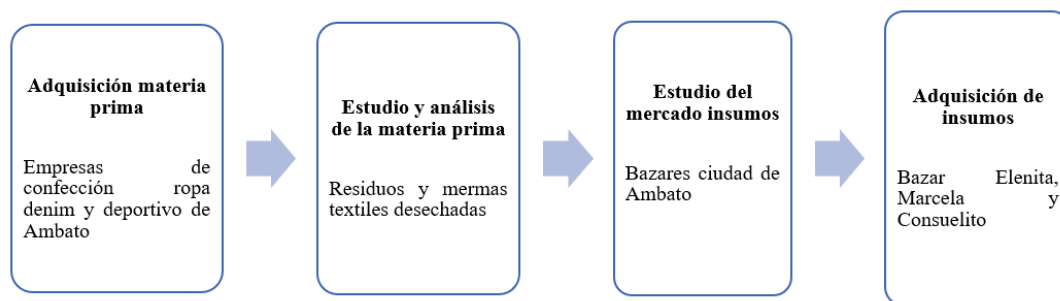 Adquisición materia
prima
Empresas de
confección ropa
denim y deportivo de
Ambato
Estudio y análisis
de la materia prima
Residuos y mermas
textiles desechadas
Estudio del
mercado insumos
Bazares ciudad de
Ambato
Adquisición de
insumos
Bazar Elenita,
Marcela y
Consuelito